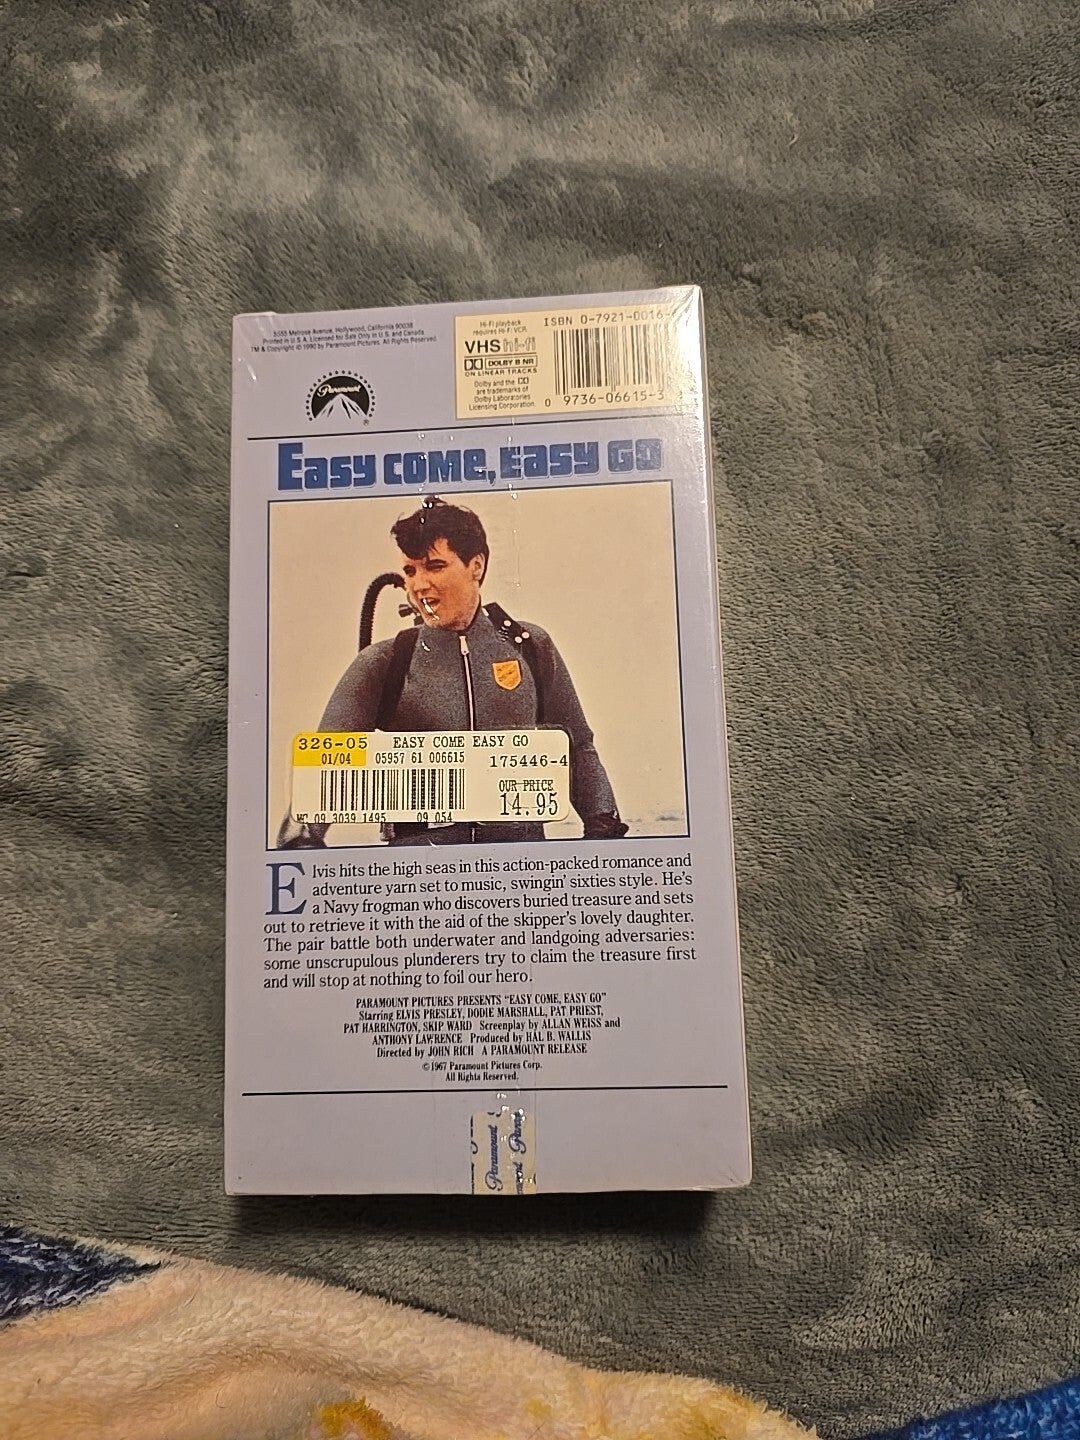 5555 Melrose Avenue, Hollywood, California 90038
Printed in U.S.A. Licensed for Sale Only in U.S. and Canada.
TM & Copyright © 1990 by Paramount Pictures. All Rights Reserved.
Paramount
®
Hi-Fi playback
requires Hi-Fi VCR.
VHS hi-fi
DOLBY B NR
ON LINEAR TRACKS
Dolby and the
are trademarks of
Dolby Laboratories
Licensing Corporation.
ISBN 0-7921-0016-
0 9736-06615-3
Easy come, Easy Go
326-05
01/04
EASY COME EASY GO
05957 61 006615
175446-4
OUR PRICE
14.95
MC 09 3039 1495 09 054
Elvis hits the high seas in this action-packed romance and
adventure yarn set to music, swingin' sixties style. He's
a Navy frogman who discovers buried treasure and sets
out to retrieve it with the aid of the skipper's lovely daughter.
The pair battle both underwater and landgoing adversaries:
some unscrupulous plunderers try to claim the treasure first
and will stop at nothing to foil our hero.
PARAMOUNT PICTURES PRESENTS "EASY COME, EASY GO"
Starring ELVIS PRESLEY, DODIE MARSHALL, PAT PRIEST,
PAT HARRINGTON, SKIP WARD Screenplay by ALLAN WEISS and
ANTHONY LAWRENCE Produced by HAL B. WALLIS
Directed by JOHN RICH A PARAMOUNT RELEASE
©1967 Paramount Pictures Corp.
All Rights Reserved.
Paramount